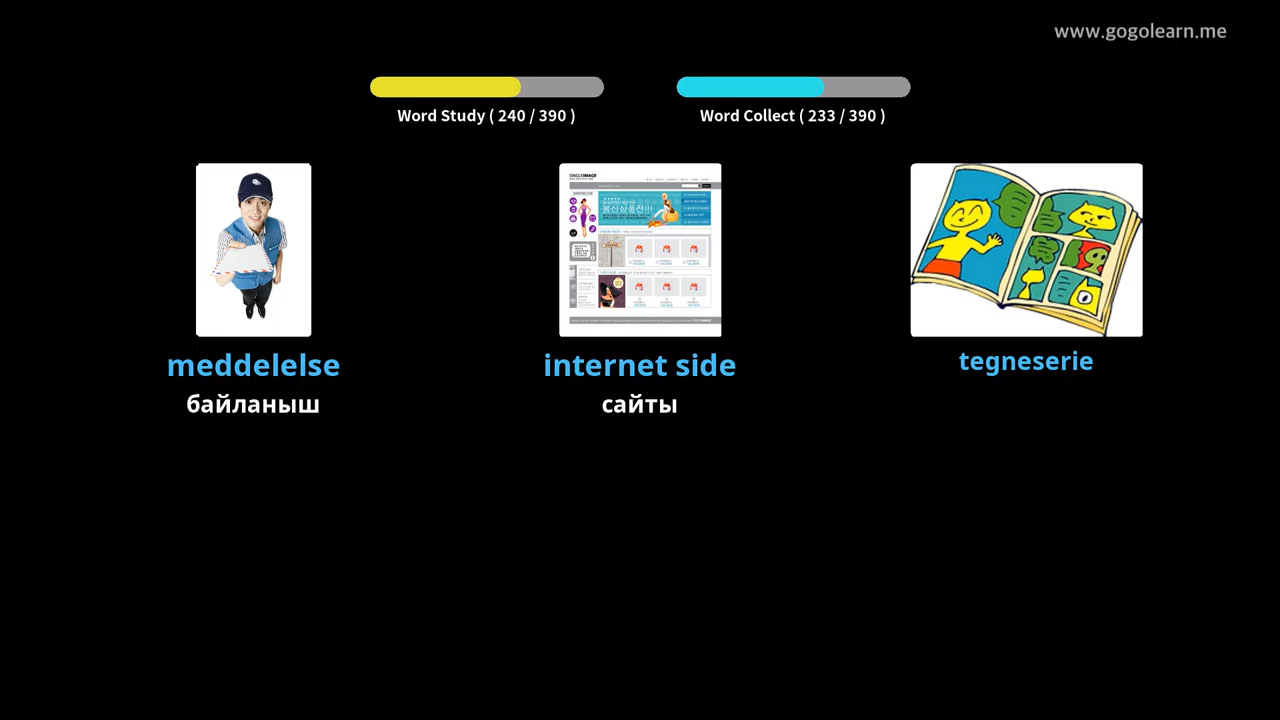 www.gogolearn.me
Word Study ( 240 / 390 )
Word Collect ( 233 / 390 )
meddelelse
internet side
tegneserie
байланыш
сайты